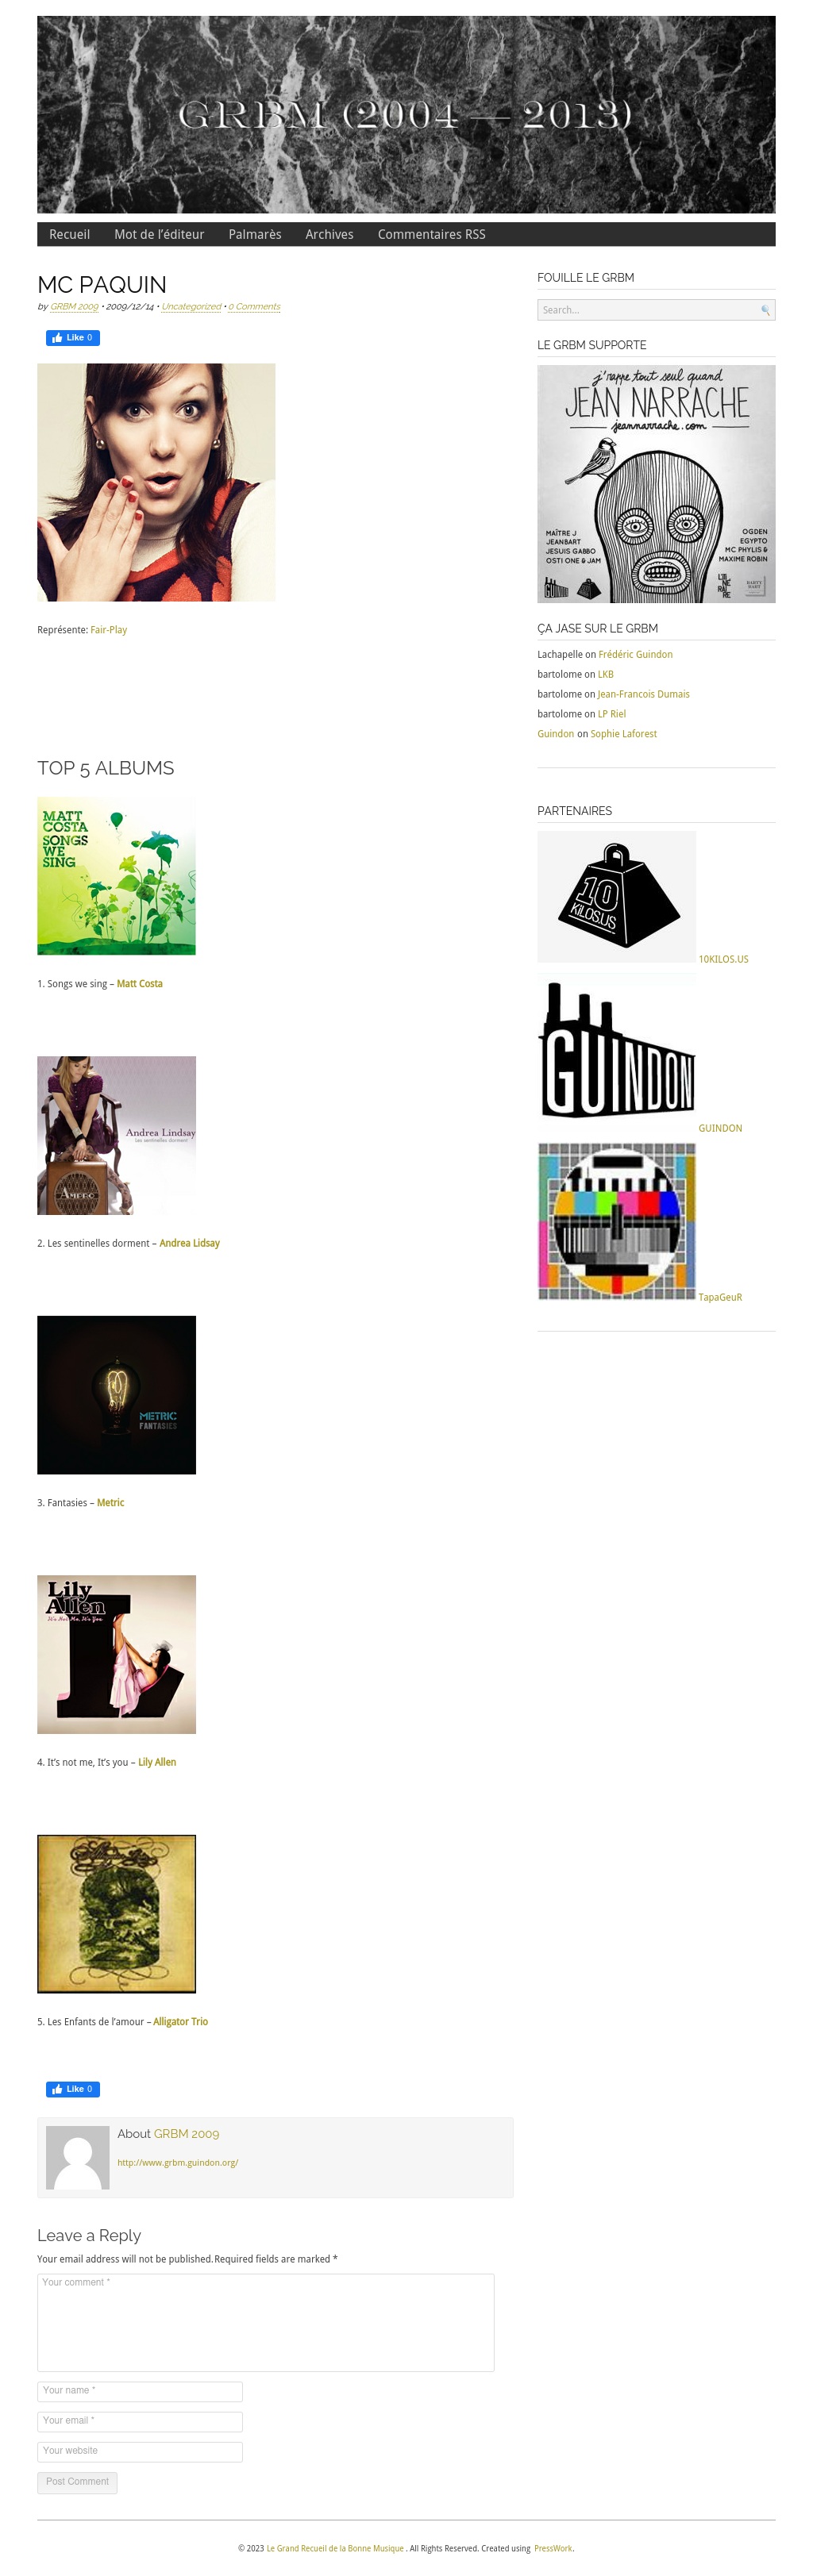 GRBM (2004 — 2013)
Recueil Mot de l'éditeur Palmarès Archives Commentaires RSS
MC PAQUIN
by GRBM 2009 • 2009/12/14 • Uncategorized • 0 Comments
Like 0
Représente: Fair-Play
TOP 5 ALBUMS
MATT
COSTA
SONGS
WE
SING
1. Songs we sing – Matt Costa
Andrea Lindsay
Les sentinelles dorment
2. Les sentinelles dorment – Andrea Lidsay
METRIC
FANTASIES
3. Fantasies – Metric
Lily
Allen
It's Not Me, It's You
4. It's not me, It's you – Lily Allen
5. Les Enfants de l'amour – Alligator Trio
Like 0
About GRBM 2009
http://www.grbm.guindon.org/
Leave a Reply
Your email address will not be published.Required fields are marked *
Your comment *
Your name *
Your email *
Your website
Post Comment
FOUILLE LE GRBM
Search...
LE GRBM SUPPORTE
j'rappe tout seul quand
JEAN NARRACHE
jeannarrache.com
MAÎTRE J
JEANBART
JESUIS GABBO
OSTI ONE & JAM
OGDEN
EGYPTO
MC PHYLIS &
MAXIME ROBIN
ÇA JASE SUR LE GRBM
Lachapelle on Frédéric Guindon
bartolome on LKB
bartolome on Jean-Francois Dumais
bartolome on LP Riel
Guindon on Sophie Laforest
PARTENAIRES
10
KILOS.US
10KILOS.US
GUINDON
GUINDON
TapaGeuR
© 2023 Le Grand Recueil de la Bonne Musique . All Rights Reserved. Created using PressWork.